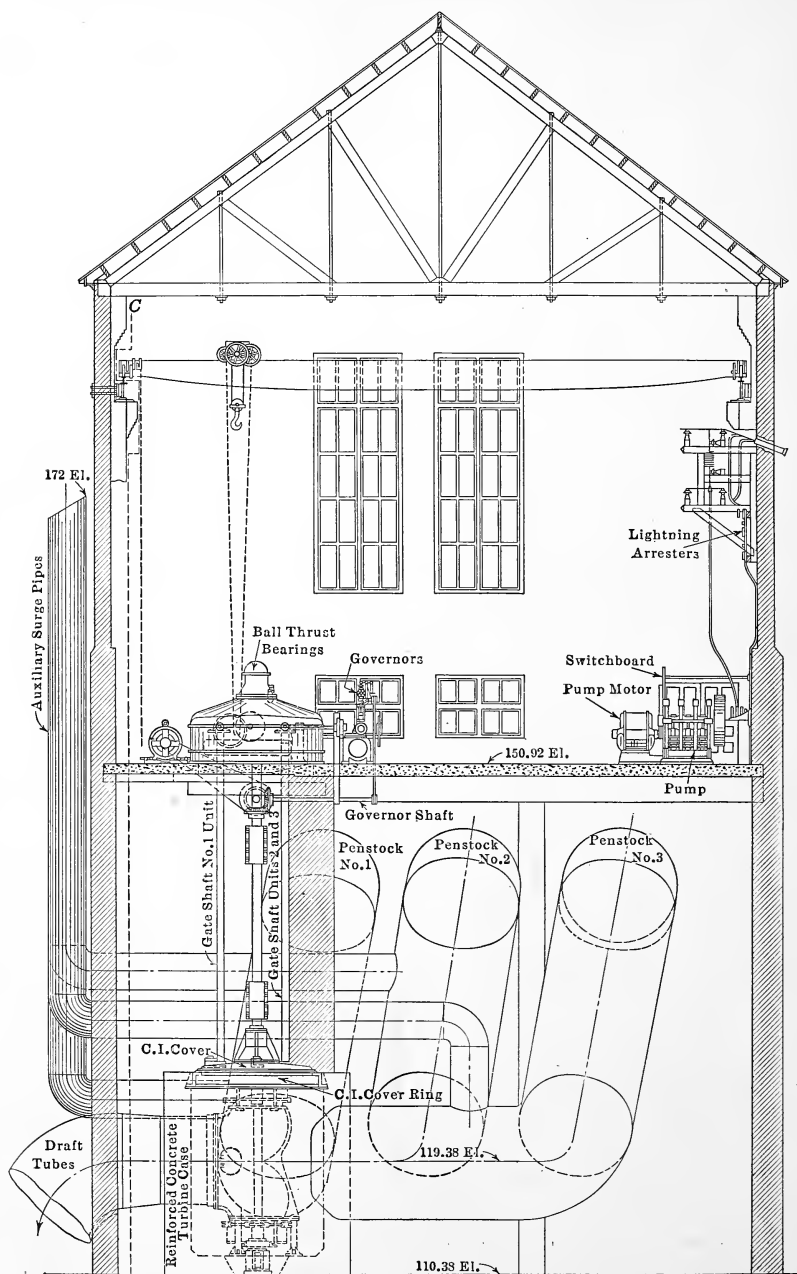 C
172 El.
Auxiliary Surge Pipes
Lightning
Arresters
Ball Thrust
Bearings
Governors
Switchboard
Pump Motor
150.92 El.
Pump
Governor Shaft
Gate Shaft No.1 Unit
Gate Shaft Units 2 and 3
Penstock
No.1
Penstock
No.2
Penstock
No.3
C.I.Cover
C.I.Cover Ring
Draft
Tubes
Reinforced Concrete
Turbine Case
119.38 El.
110.38 El.